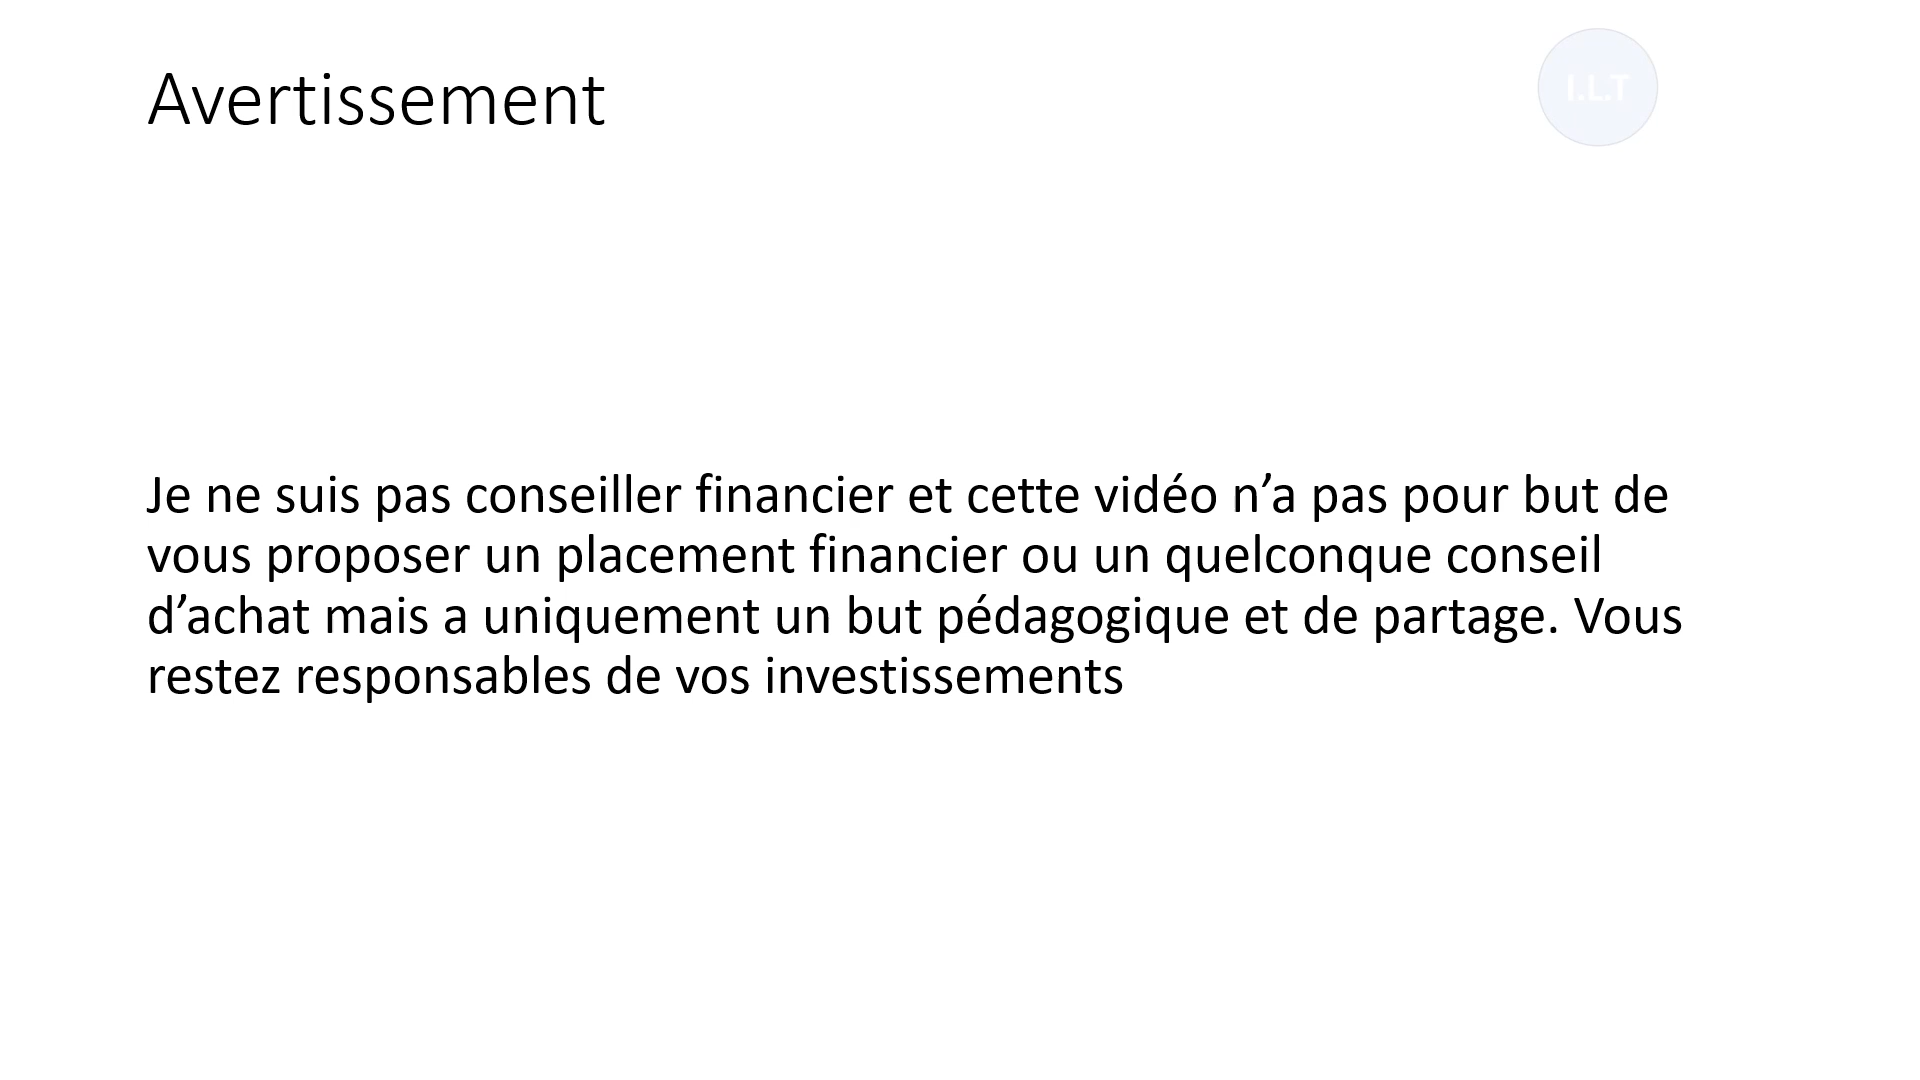 Avertissement
I.L.T
Je ne suis pas conseiller financier et cette vidéo n’a pas pour but de
vous proposer un placement financier ou un quelconque conseil
d’achat mais a uniquement un but pédagogique et de partage. Vous
restez responsables de vos investissements